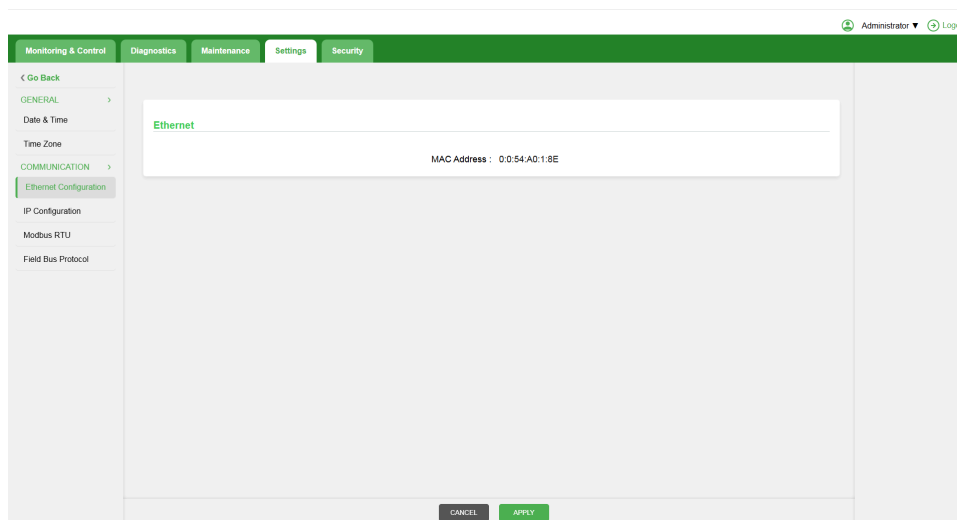 Administrator ▼
Monitoring & Control Diagnostics Maintenance Settings Security
Go Back
GENERAL
Date & Time
Time Zone
COMMUNICATION
Ethernet Configuration
IP Configuration
Modbus RTU
Field Bus Protocol
Ethernet
MAC Address : 0:0:54:A0:1:8E
CANCEL APPLY